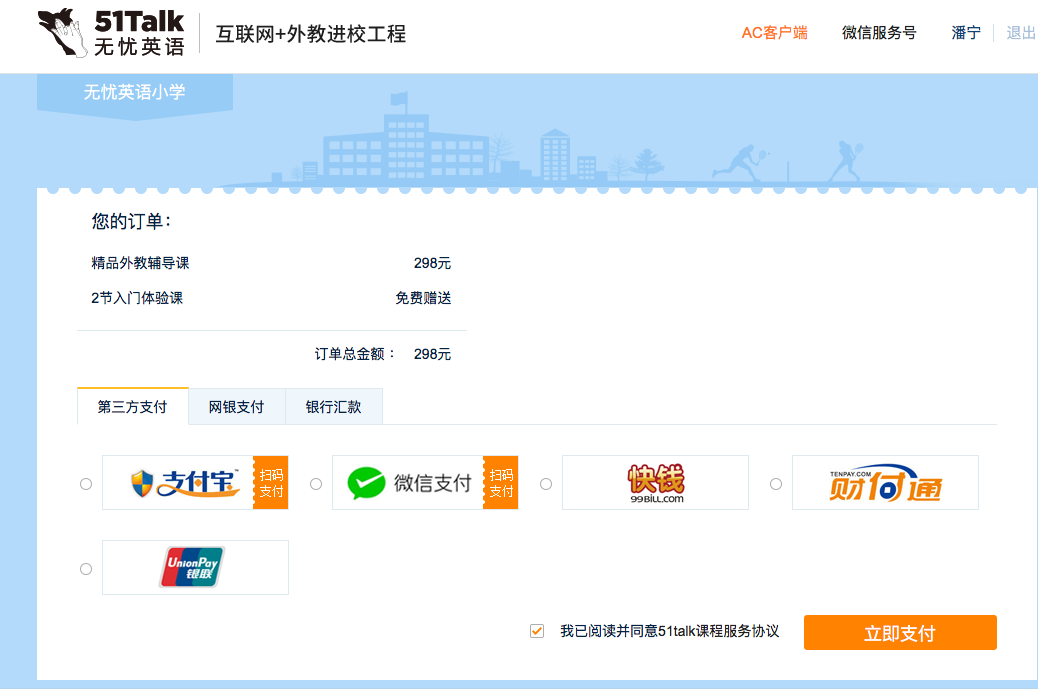 51Talk
无忧英语
互联网+外教进校工程
AC客户端
微信服务号
潘宁
退出
无忧英语小学
您的订单：
精品外教辅导课 298元
2节入门体验课 免费赠送
订单总金额： 298元
第三方支付 网银支付 银行汇款
支付宝™
扫码
支付
微信支付
扫码
支付
快钱
99BILL.COM
TENPAY.COM
财付通
UnionPay
银联
我已阅读并同意51talk课程服务协议
立即支付